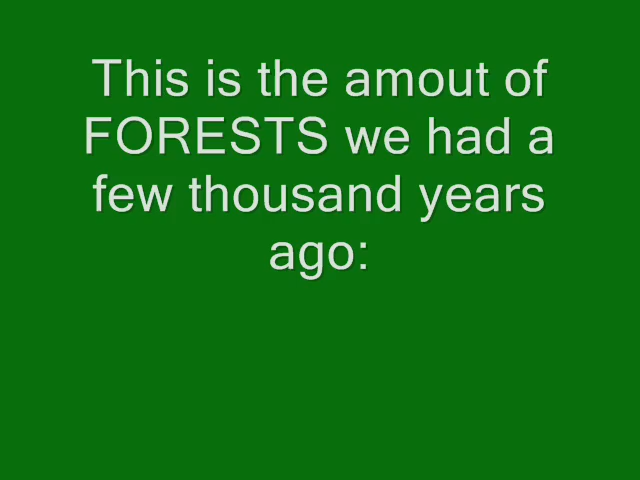 This is the amout of
FORESTS we had a
few thousand years
ago: